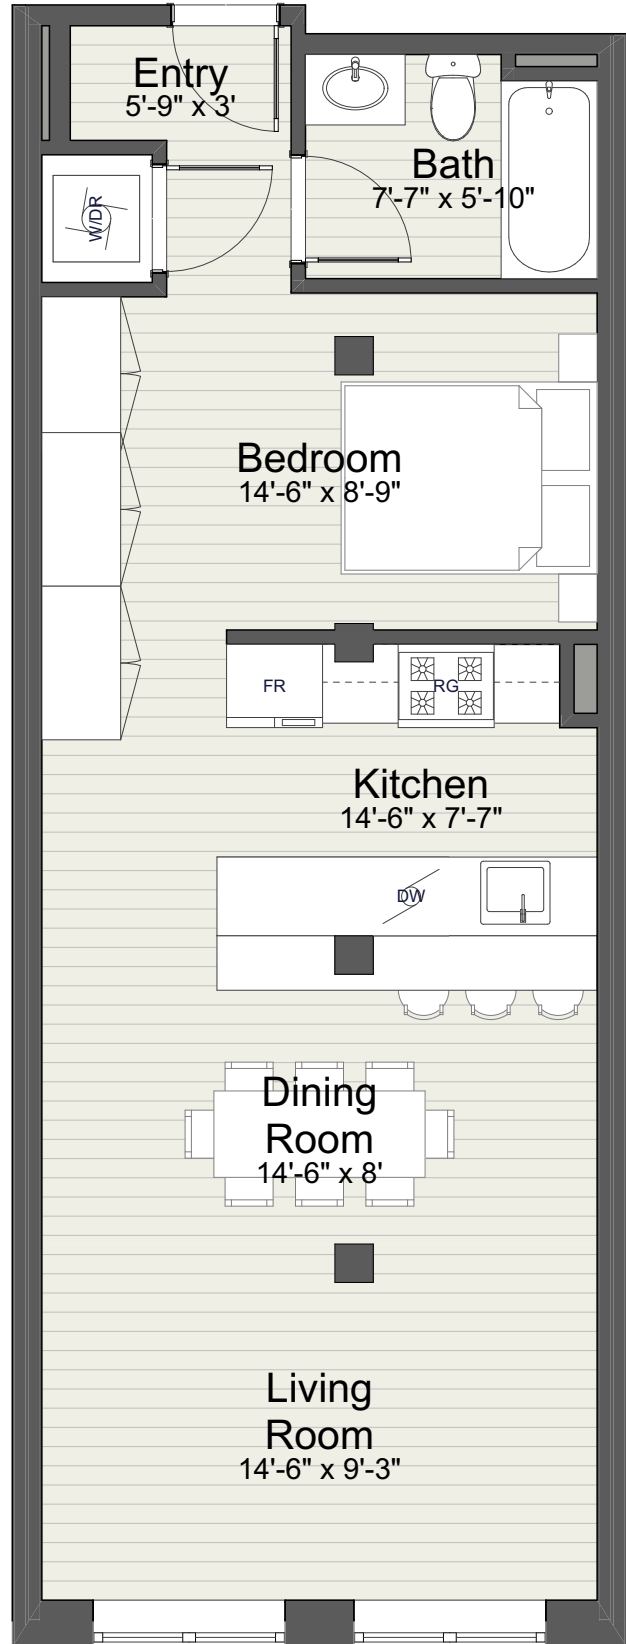 Entry
5'-9" x 3'
Bath
7'-7" x 5'-10"
W/DR
Bedroom
14'-6" x 8'-9"
FR
RG
Kitchen
14'-6" x 7'-7"
DW
Dining
Room
14'-6" x 8'
Living
Room
14'-6" x 9'-3"